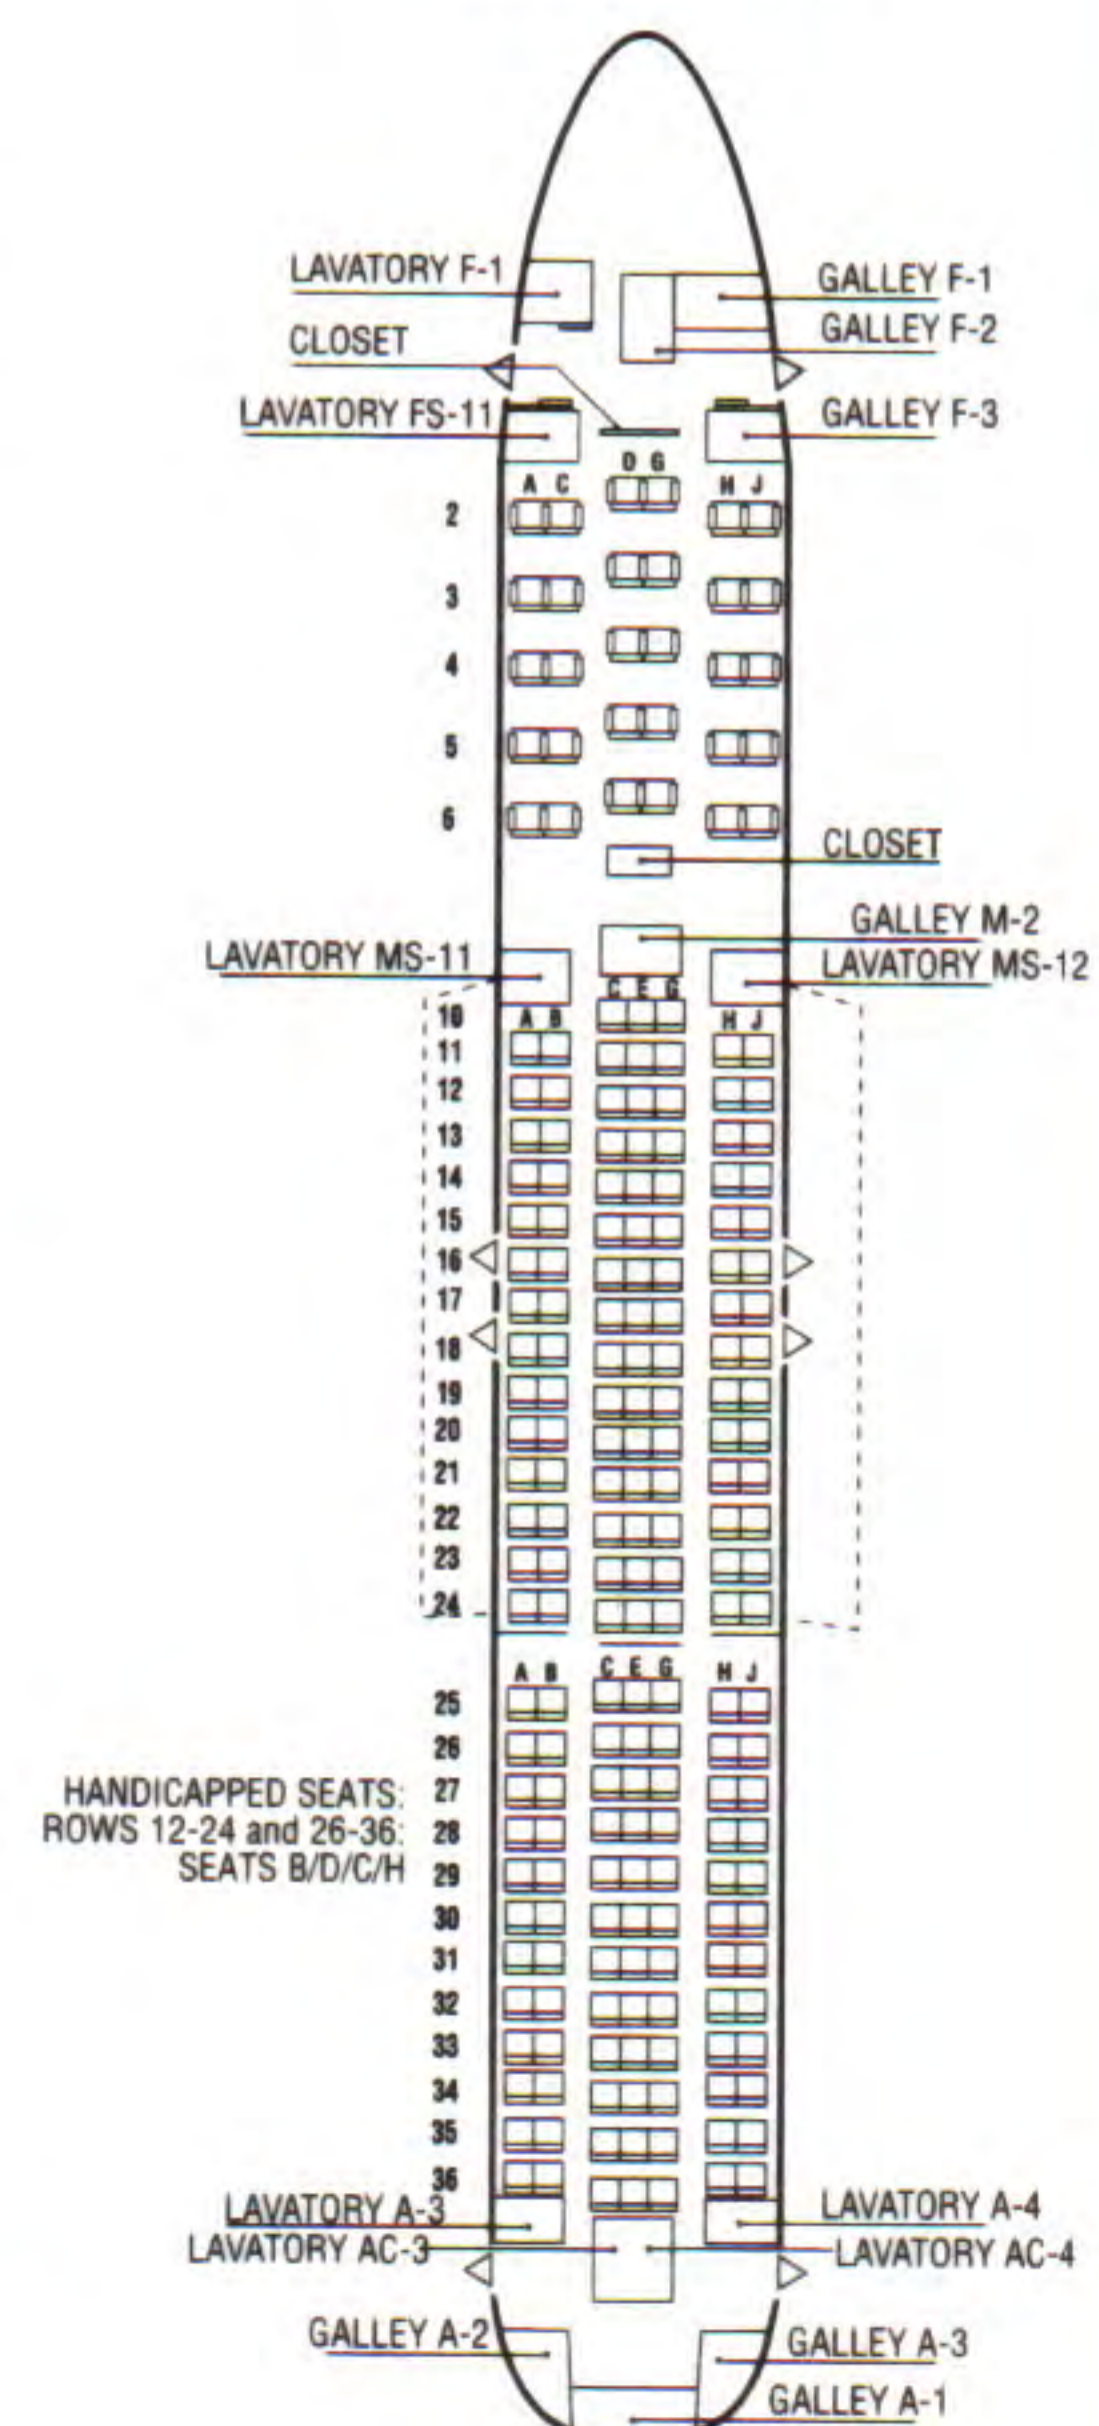 LAVATORY F-1
GALLEY F-1
GALLEY F-2
CLOSET
LAVATORY FS-11
GALLEY F-3
D G
A C
H J
2
3
4
5
6
CLOSET
GALLEY M-2
LAVATORY MS-11
LAVATORY MS-12
C E G
10
A B
H J
11
12
13
14
15
16
17
18
19
20
21
22
23
24
C E G
A B
H J
25
26
27
28
29
30
31
32
33
34
35
36
HANDICAPPED SEATS:
ROWS 12-24 and 26-36:
SEATS B/D/C/H
LAVATORY A-3
LAVATORY A-4
LAVATORY AC-3
LAVATORY AC-4
GALLEY A-2
GALLEY A-3
GALLEY A-1